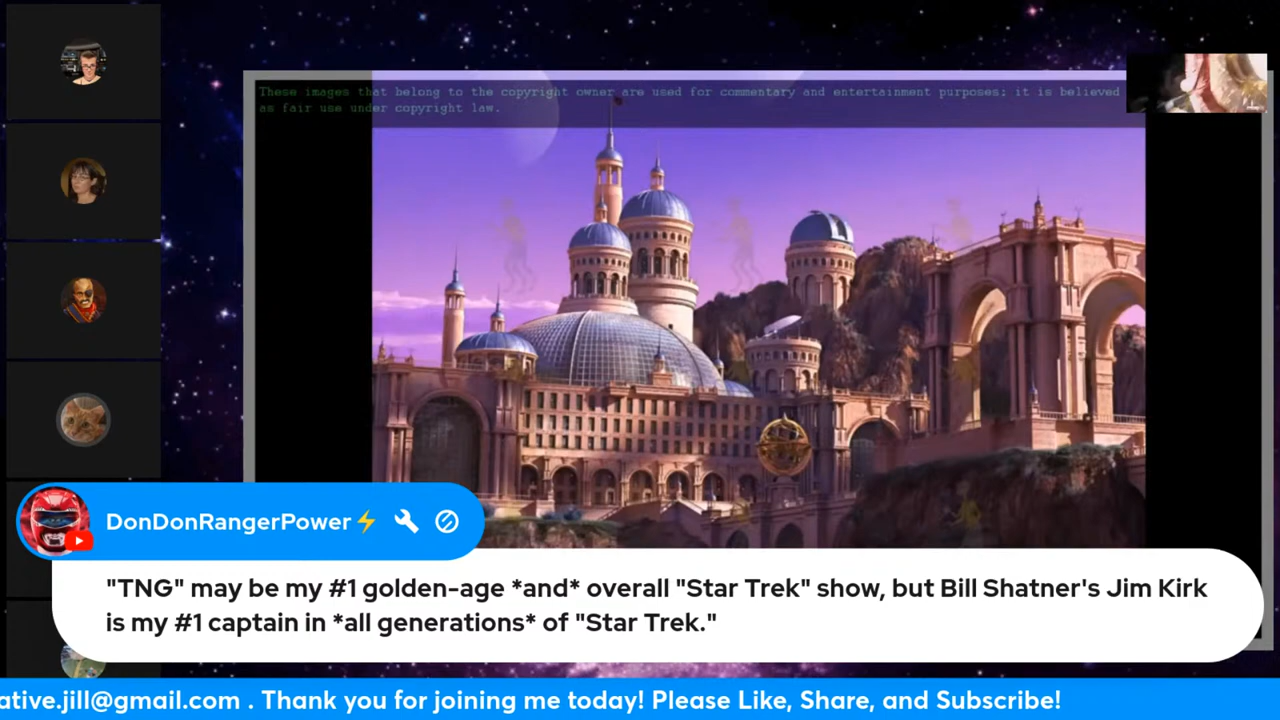 These images that belong to the copyright owner are used for commentary and entertainment purposes; it is believed
as fair use under copyright law.
DonDonRangerPower⚡
"TNG" may be my #1 golden-age *and* overall "Star Trek" show, but Bill Shatner's Jim Kirk
is my #1 captain in *all generations* of "Star Trek."
ative.jill@gmail.com . Thank you for joining me today! Please Like, Share, and Subscribe!